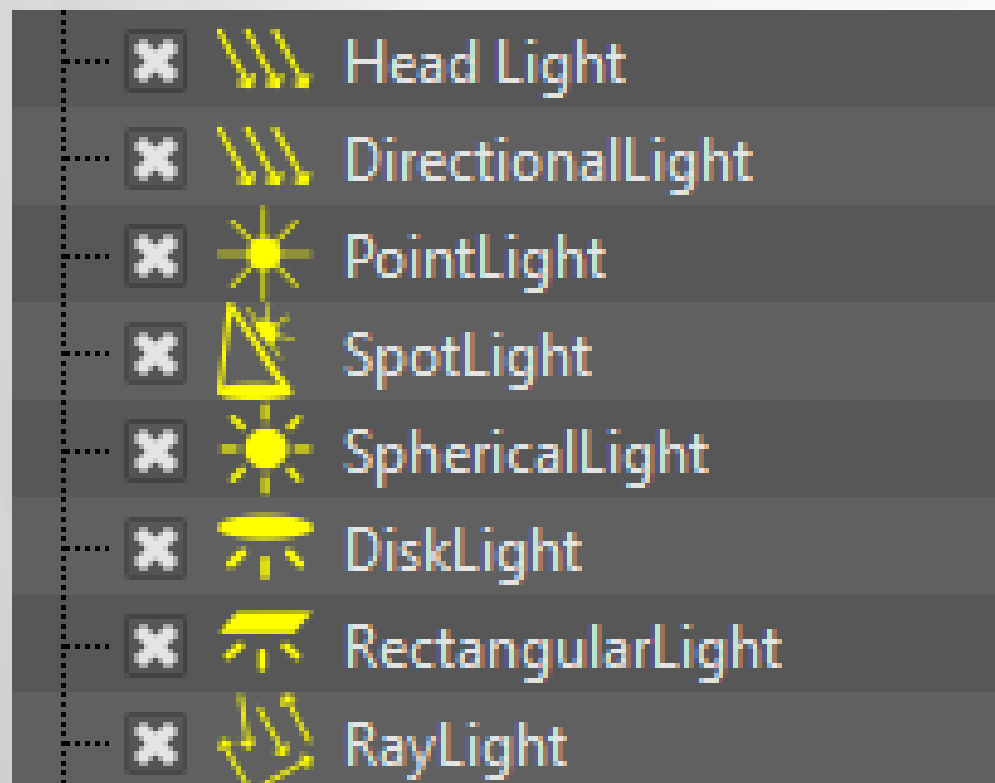 Head Light
DirectionalLight
PointLight
SpotLight
SphericalLight
DiskLight
RectangularLight
RayLight